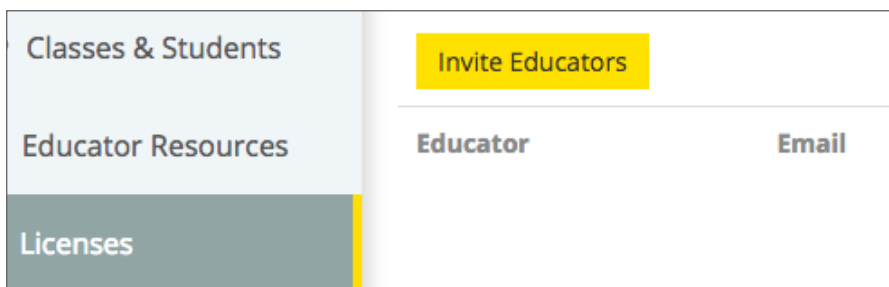 Classes & Students
Educator Resources
Licenses
Invite Educators
Educator Email